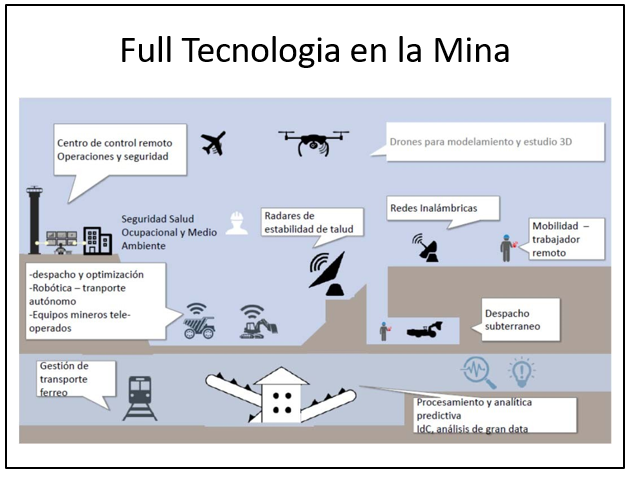 Full Tecnologia en la Mina
Centro de control remoto
Operaciones y seguridad
Drones para modelamiento y estudio 3D
Seguridad Salud
Ocupacional y Medio
Ambiente
Radares de
estabilidad de talud
Redes Inalámbricas
Mobilidad –
trabajador
remoto
-despacho y optimización
-Robótica – tranporte
autónomo
-Equipos mineros tele-
operados
Despacho
subterraneo
Gestión de
transporte
ferreo
Procesamiento y analítica
predictiva
IdC, análisis de gran data